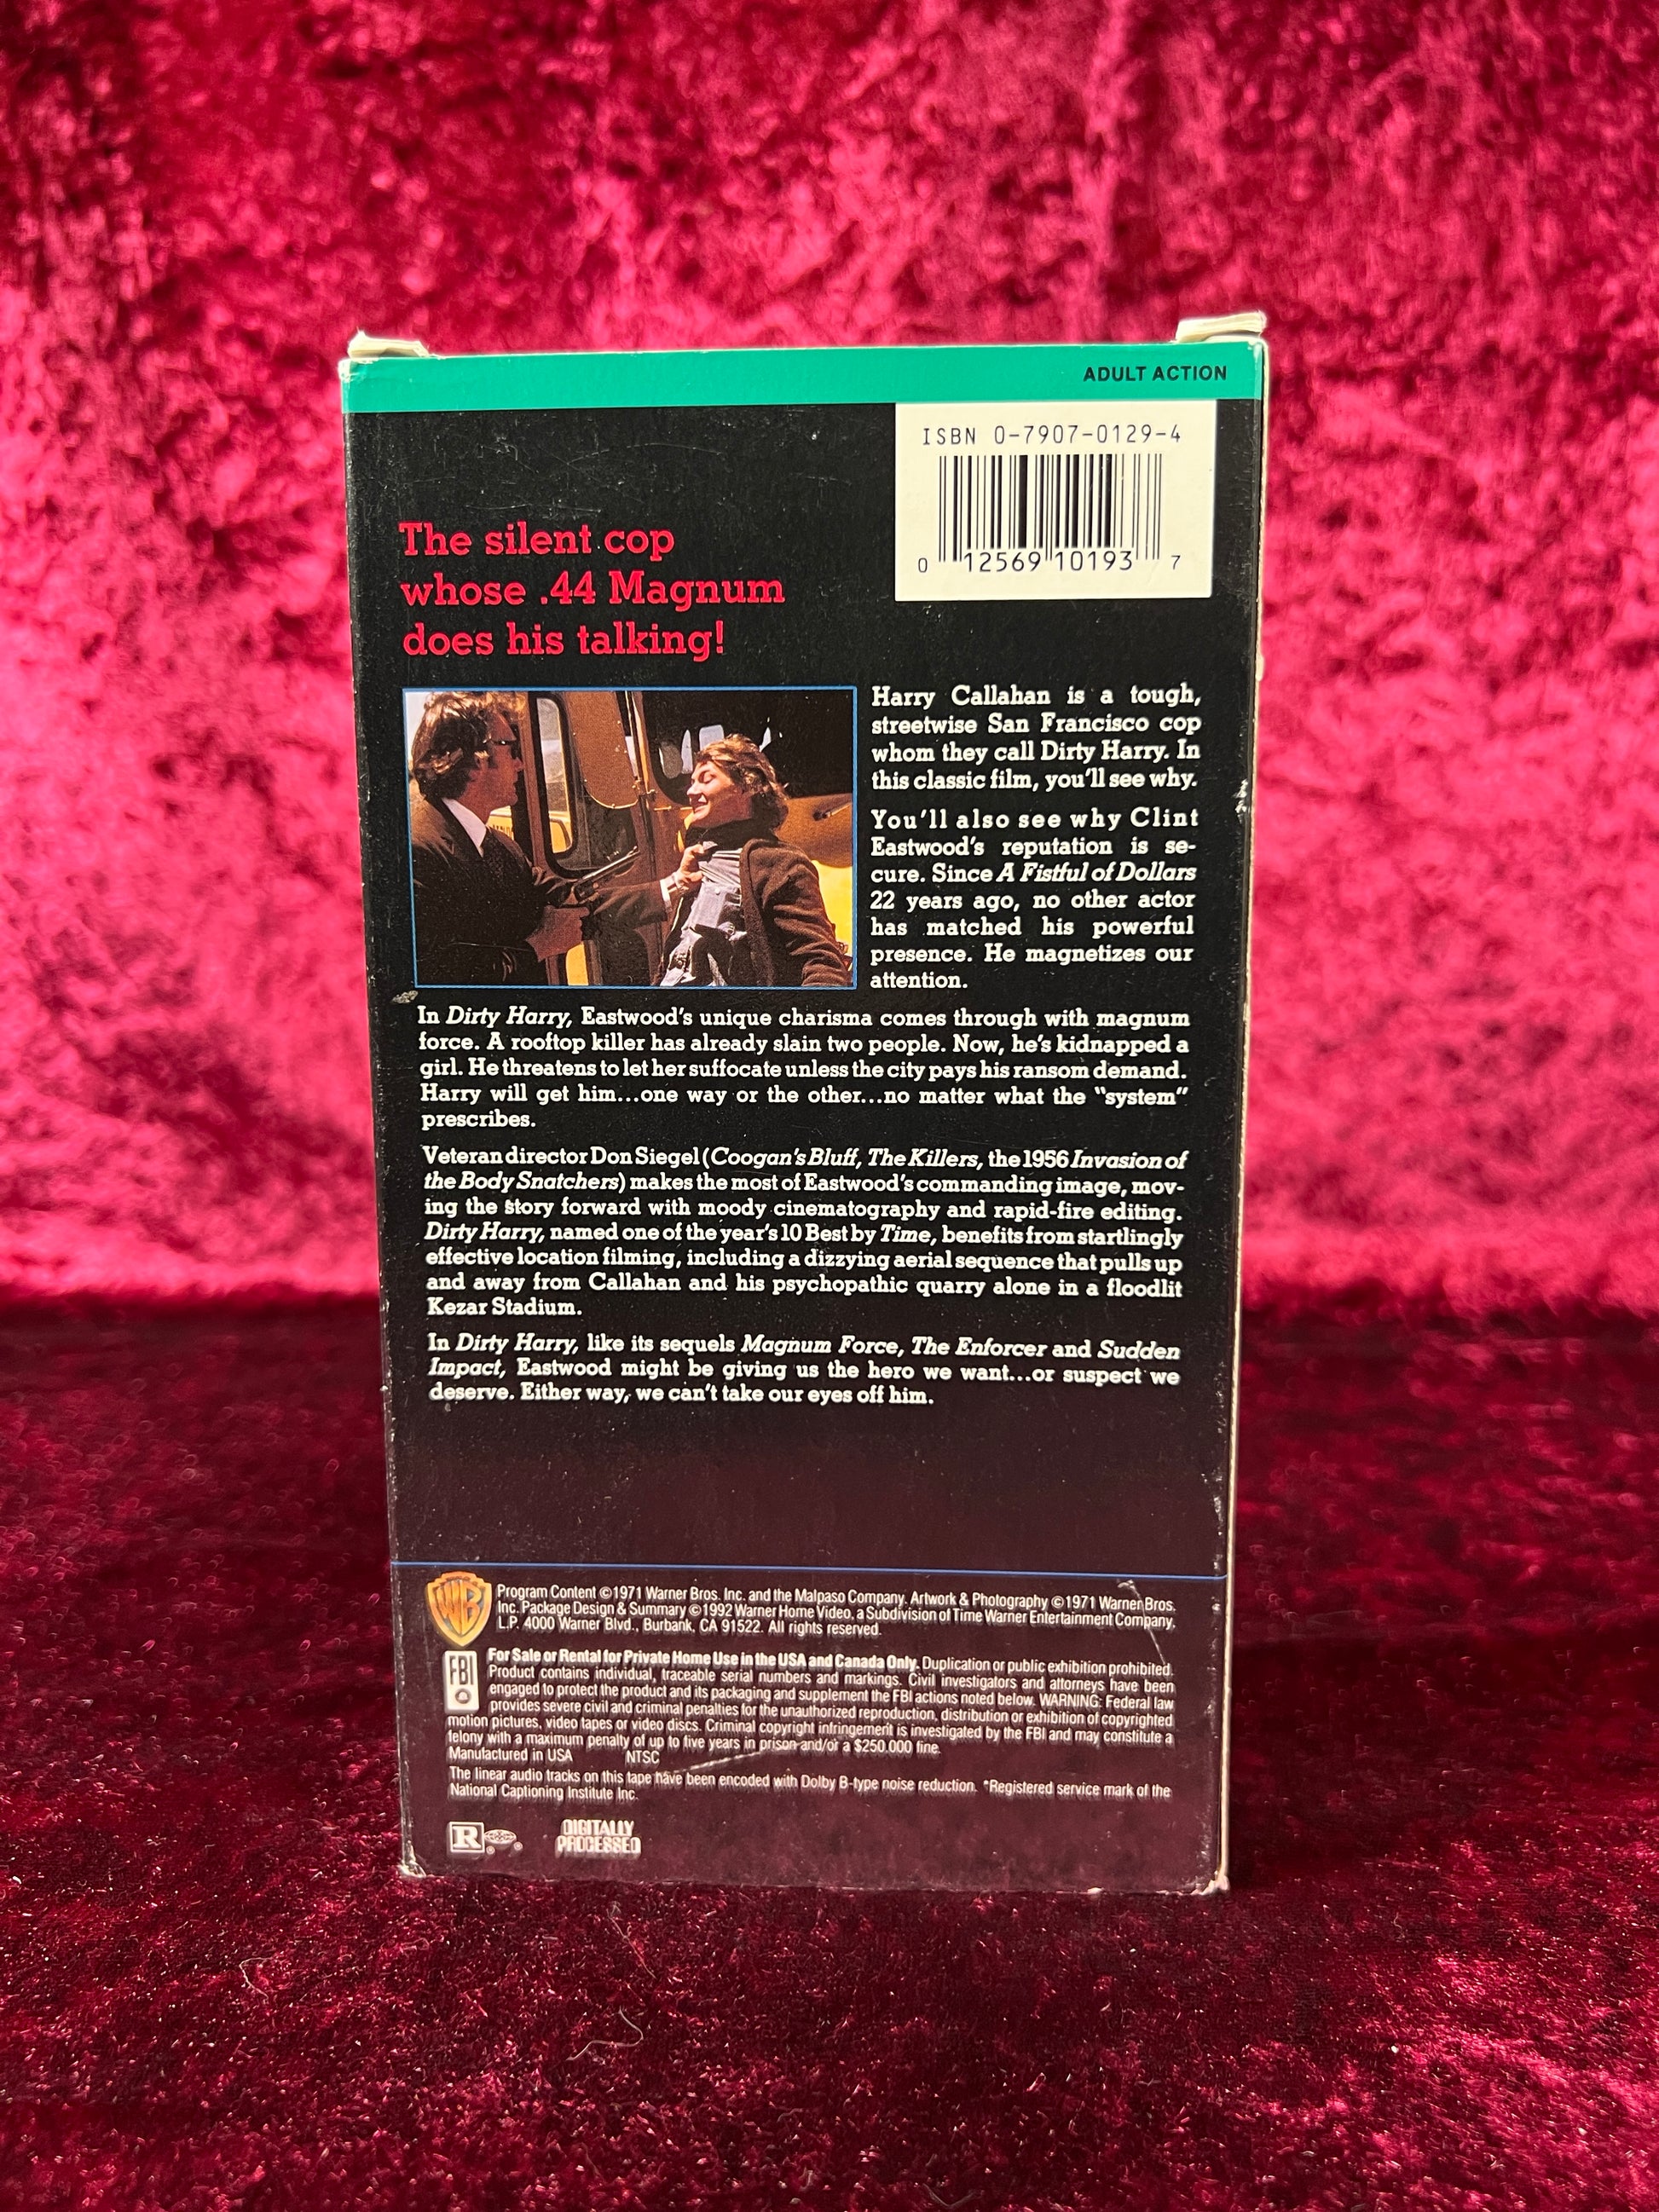 ADULT ACTION
ISBN 0-7907-0129-4
0 12569 10193 7
The silent cop
whose .44 Magnum
does his talking!
Harry Callahan is a tough,
streetwise San Francisco cop
whom they call Dirty Harry. In
this classic film, you'll see why.
You'll also see why Clint
Eastwood's reputation is se-
cure. Since A Fistful of Dollars
22 years ago, no other actor
has matched his powerful
presence. He magnetizes our
attention.
In Dirty Harry, Eastwood's unique charisma comes through with magnum
force. A rooftop killer has already slain two people. Now, he's kidnapped a
girl. He threatens to let her suffocate unless the city pays his ransom demand.
Harry will get him...one way or the other...no matter what the "system"
prescribes.
Veteran director Don Siegel (Coogan's Bluff, The Killers, the 1956 Invasion of
the Body Snatchers) makes the most of Eastwood's commanding image, mov-
ing the story forward with moody cinematography and rapid-fire editing.
Dirty Harry, named one of the year's 10 Best by Time, benefits from startlingly
effective location filming, including a dizzying aerial sequence that pulls up
and away from Callahan and his psychopathic quarry alone in a floodlit
Kezar Stadium.
In Dirty Harry, like its sequels Magnum Force, The Enforcer and Sudden
Impact, Eastwood might be giving us the hero we want...or suspect we
deserve. Either way, we can't take our eyes off him.
WB
Program Content ©1971 Warner Bros. Inc. and the Malpaso Company. Artwork & Photography ©1971 Warner Bros.
Inc. Package Design & Summary ©1992 Warner Home Video, a Subdivision of Time Warner Entertainment Company,
L.P. 4000 Warner Blvd., Burbank, CA 91522. All rights reserved.
FBI
For Sale or Rental for Private Home Use in the USA and Canada Only. Duplication or public exhibition prohibited.
Product contains individual, traceable serial numbers and markings. Civil investigators and attorneys have been
engaged to protect the product and its packaging and supplement the FBI actions noted below. WARNING: Federal law
provides severe civil and criminal penalties for the unauthorized reproduction, distribution or exhibition of copyrighted
motion pictures, video tapes or video discs. Criminal copyright infringement is investigated by the FBI and may constitute a
felony with a maximum penalty of up to five years in prison and/or a $250,000 fine.
Manufactured in USA NTSC
The linear audio tracks on this tape have been encoded with Dolby B-type noise reduction. *Registered service mark of the
National Captioning Institute Inc.
R ®
DIGITALLY
PROCESSED